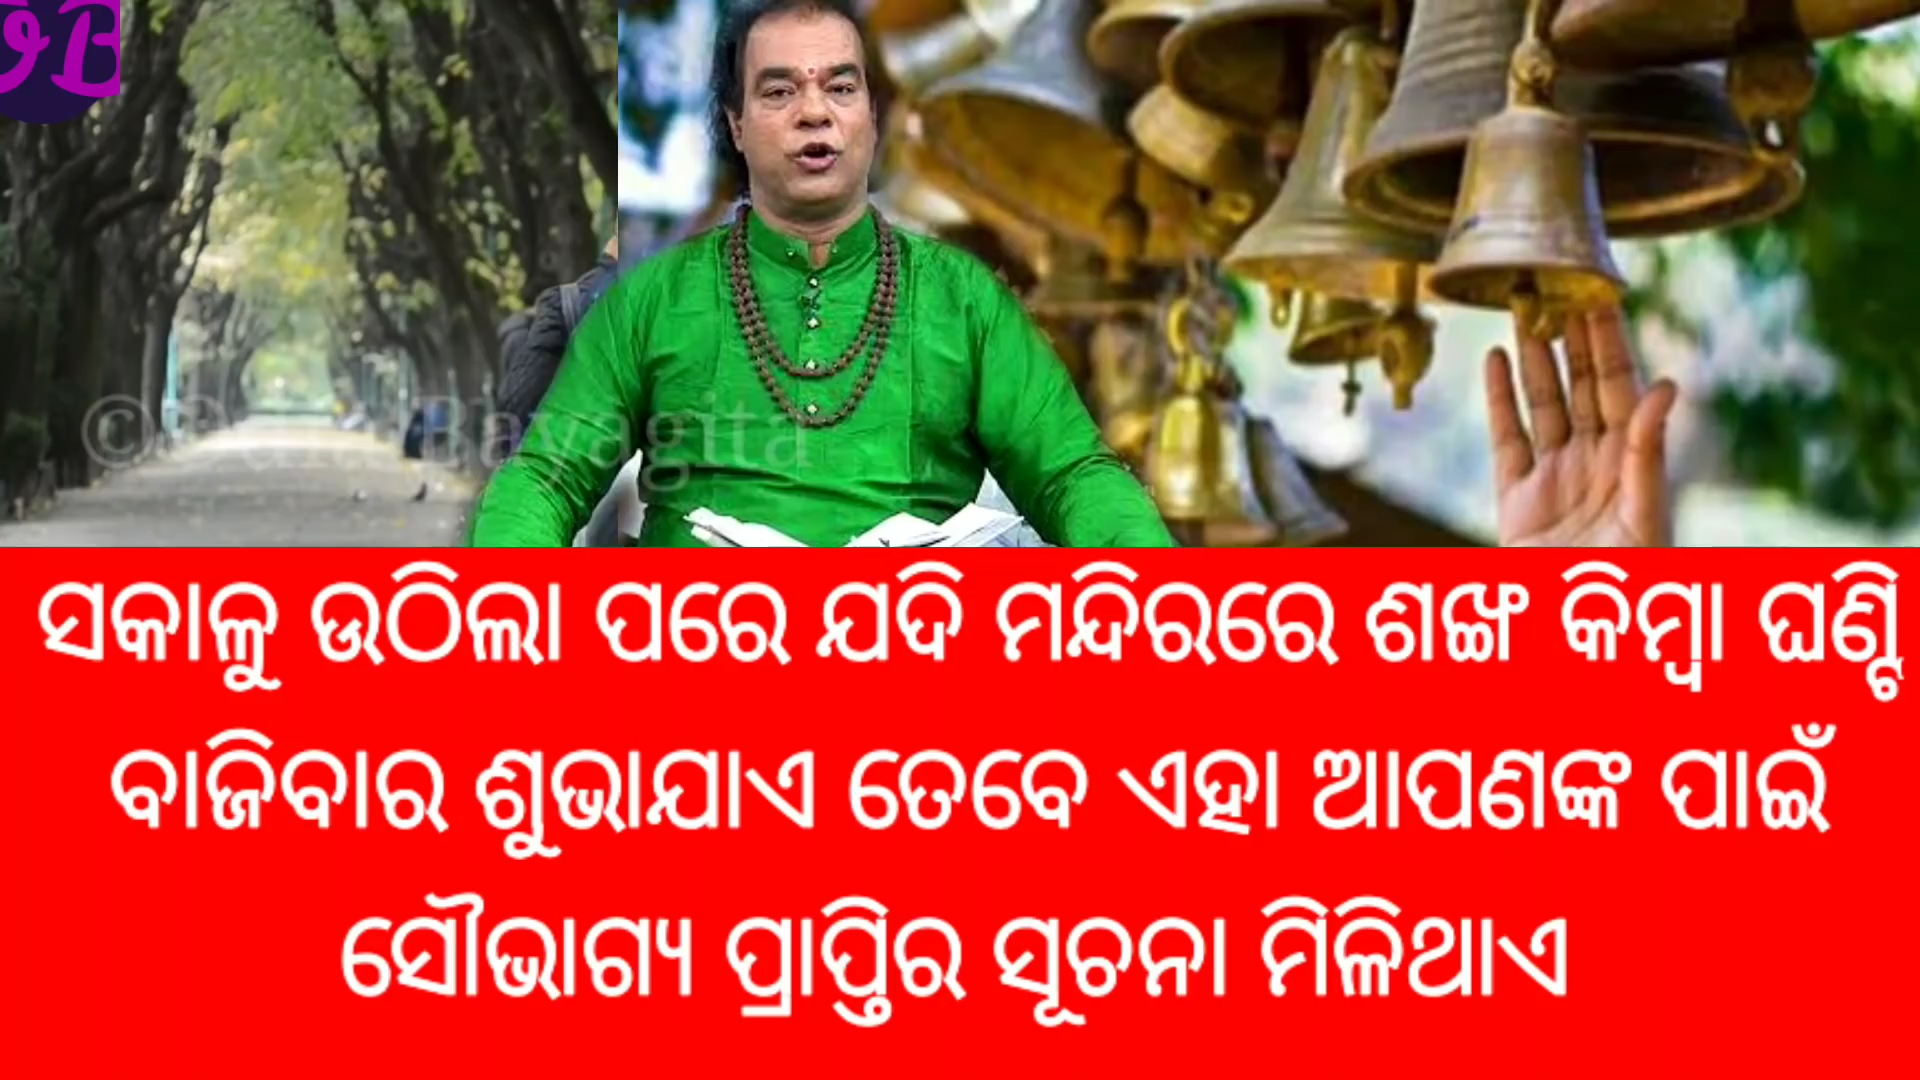 ସକାଳୁ ଉଠିଲା ପରେ ଯଦି ମନ୍ଦିରରେ ଶଙ୍ଖ କିମ୍ବା ଘଣ୍ଟି
ବାଜିବାର ଶୁଭାଯାଏ ତେବେ ଏହା ଆପଣଙ୍କ ପାଇଁ
ସୌଭାଗ୍ୟ ପ୍ରାପ୍ତିର ସୂଚନା ମିଳିଥାଏ